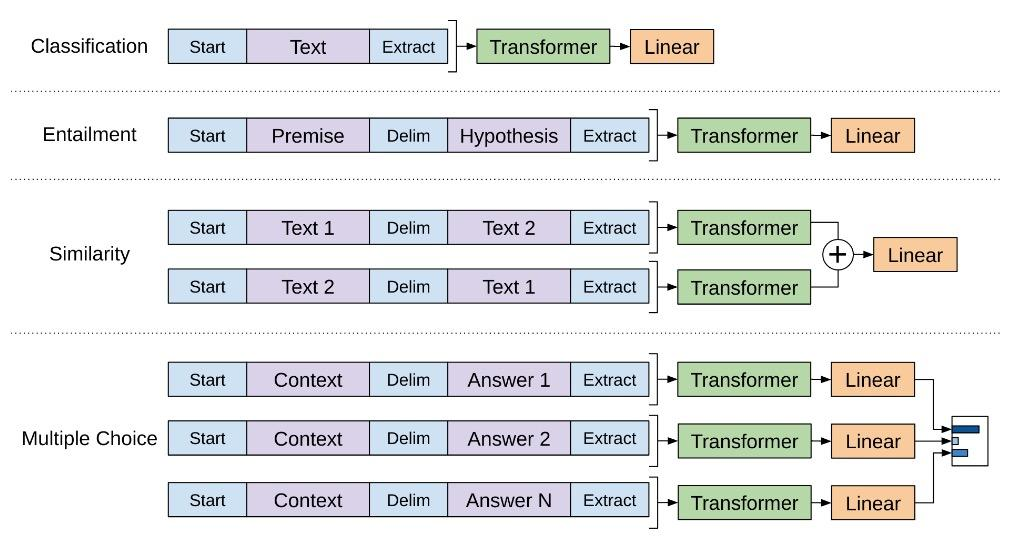 Classification Start Text Extract Transformer Linear
Entailment Start Premise Delim Hypothesis Extract Transformer Linear
Similarity
Start Text 1 Delim Text 2 Extract Transformer
+ Linear
Start Text 2 Delim Text 1 Extract Transformer
Multiple Choice
Start Context Delim Answer 1 Extract Transformer Linear
Start Context Delim Answer 2 Extract Transformer Linear
Start Context Delim Answer N Extract Transformer Linear